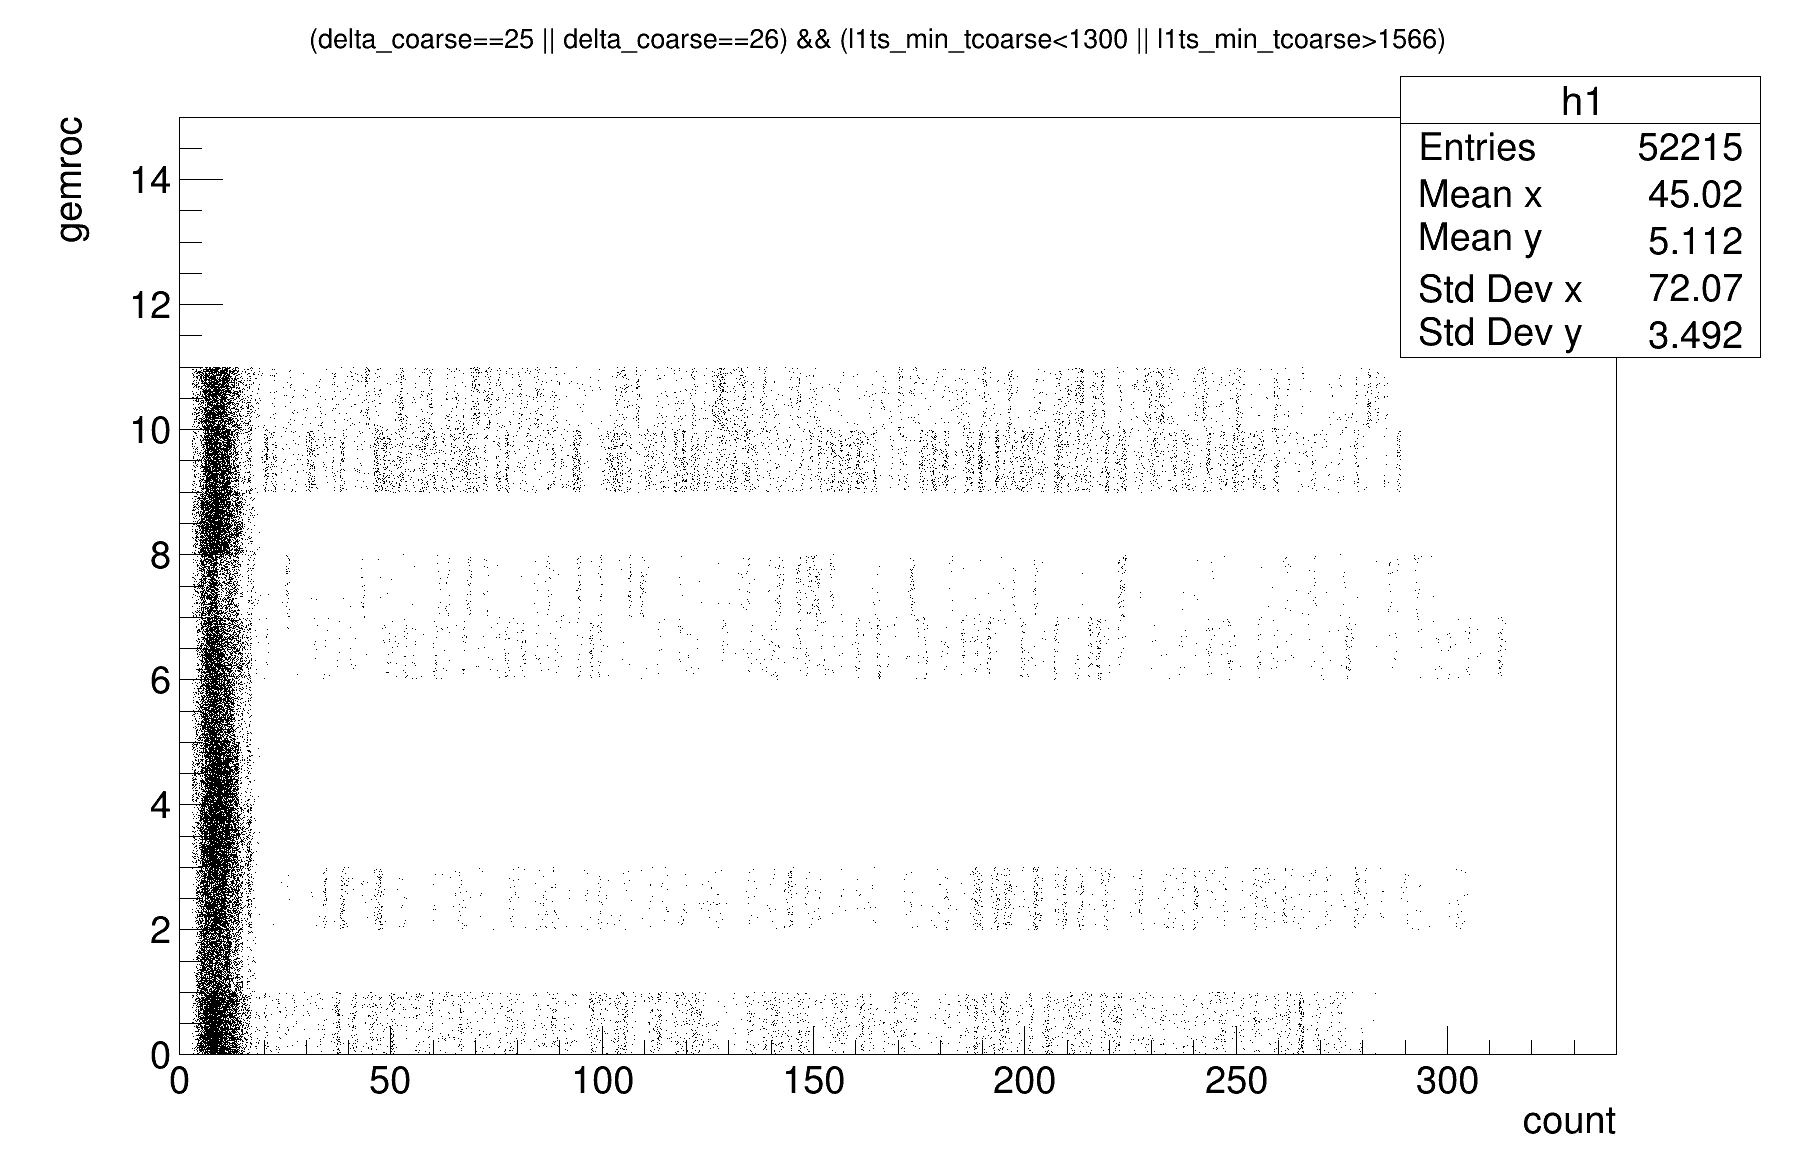 (delta_coarse==25 || delta_coarse==26) && (l1ts_min_tcoarse<1300 || l1ts_min_tcoarse>1566)
h1
Entries 52215
Mean x 45.02
Mean y 5.112
Std Dev x 72.07
Std Dev y 3.492
gemroc
14
12
10
8
6
4
2
0
0 50 100 150 200 250 300
count